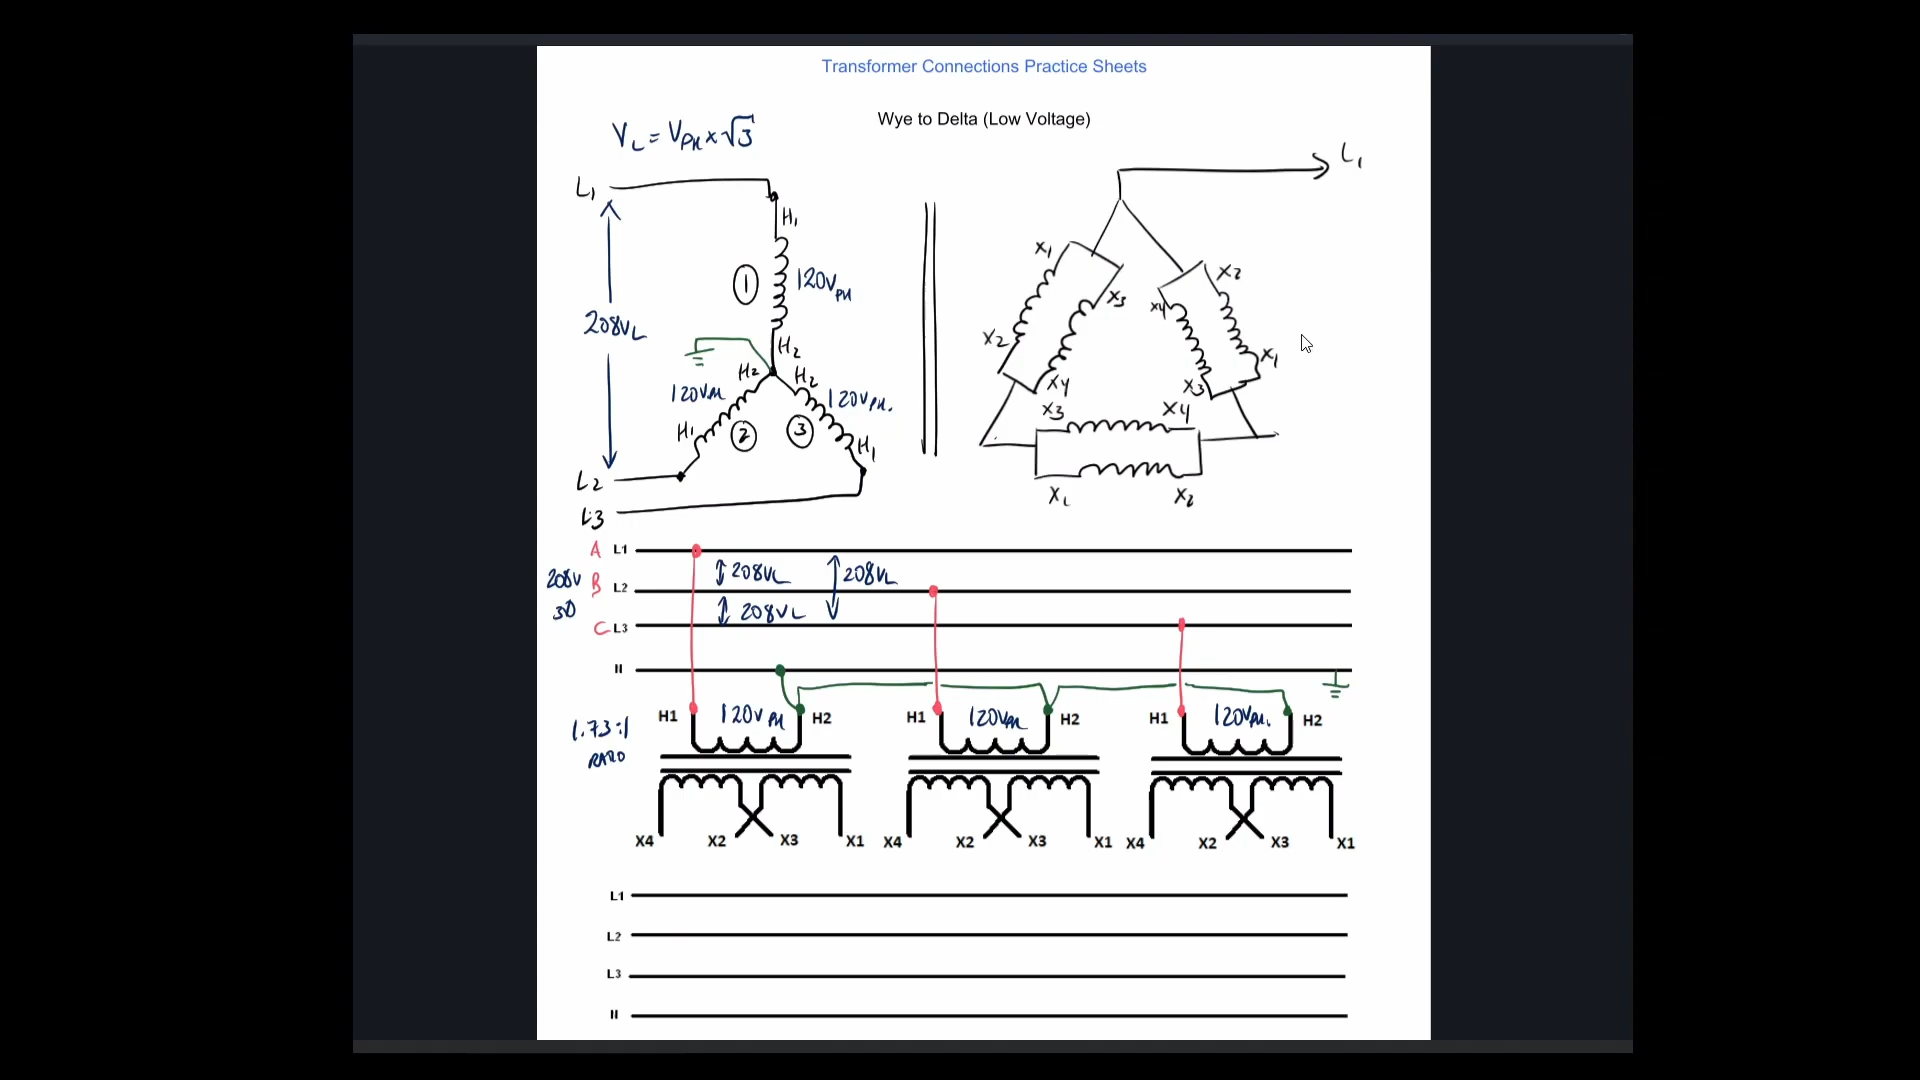 Transformer Connections Practice Sheets
Wye to Delta (Low Voltage)
VL = VPH x √3
L1
L1
H1
X1
X2
1
120VPH
X3
X4
208VL
H2
X2
X1
H2
H2
X4
X3
120VPH
120VPH.
X3
X4
H1
2
3
H1
L2
X1
X2
L3
A L1
208VL
208VL
208V
B L2
3Ø
208VL
C L3
II
H1
120VPH
H2
H1
120VPH
H2
H1
120VPH.
H2
1.73:1
RATIO
X4
X2
X3
X1
X4
X2
X3
X1
X4
X2
X3
X1
L1
L2
L3
II